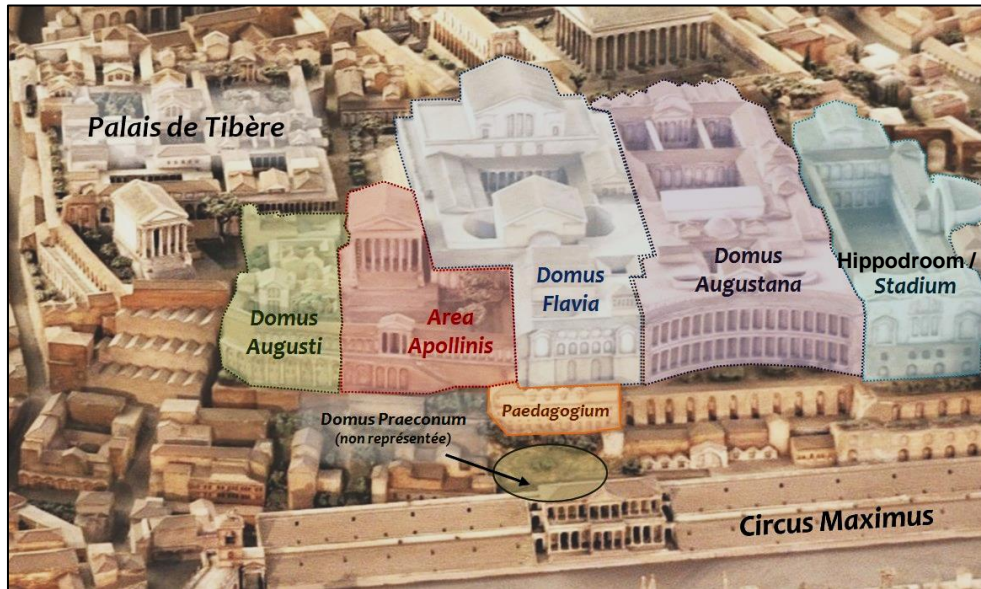 Palais de Tibère
Domus
Augusti
Area
Apollinis
Domus
Flavia
Domus
Augustana
Hippodroom /
Stadium
Domus Praeconum
(non représentée)
Paedagogium
Circus Maximus